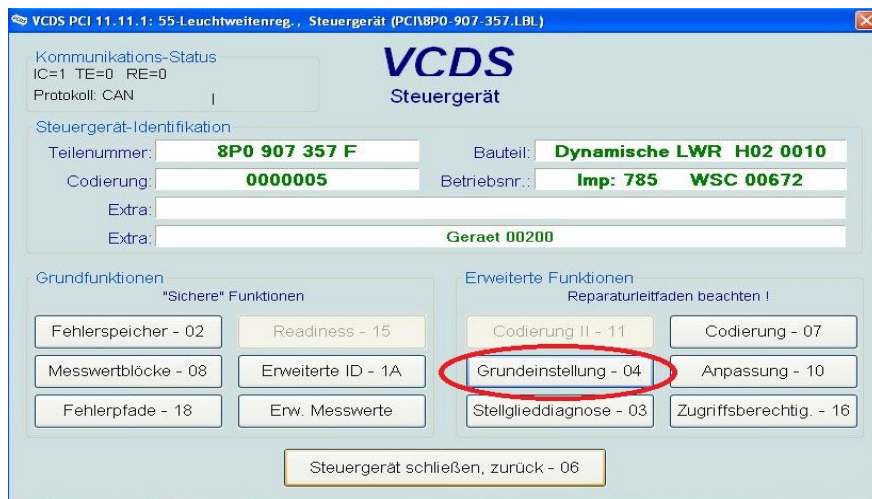 VCDS PCI 11.11.1: 55-Leuchtweitenreg., Steuergerät (PCI\8P0-907-357.LBL)
Kommunikations-Status
IC=1 TE=0 RE=0
Protokoll: CAN
VCDS
Steuergerät
Steuergerät-Identifikation
Teilenummer: 8P0 907 357 F Bauteil: Dynamische LWR H02 0010
Codierung: 0000005 Betriebsnr.: Imp: 785 WSC 00672
Extra:
Extra: Geraet 00200
Grundfunktionen
"Sichere" Funktionen
Fehlerspeicher - 02 Readiness - 15
Messwertblöcke - 08 Erweiterte ID - 1A
Fehlerpfade - 18 Erw. Messwerte
Erweiterte Funktionen
Reparaturleitfaden beachten !
Codierung II - 11 Codierung - 07
Grundeinstellung - 04 Anpassung - 10
Stellglieddiagnose - 03 Zugriffsberechtig. - 16
Steuergerät schließen, zurück - 06